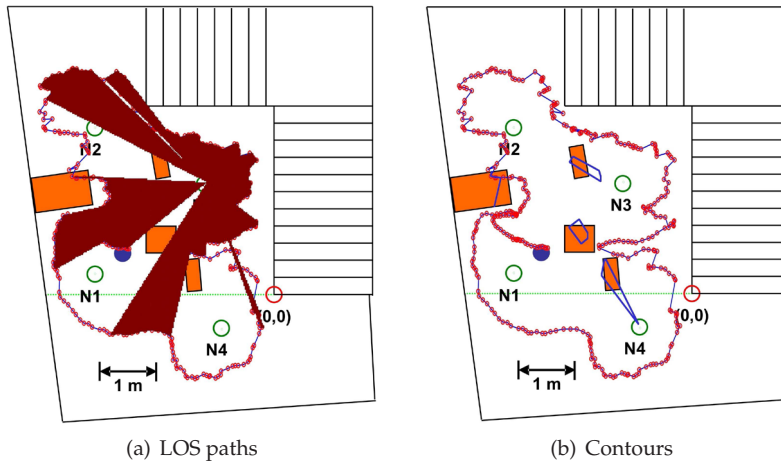 N2
N1
N4
(0,0)
1 m
(a) LOS paths
N2
N3
N1
N4
(0,0)
1 m
(b) Contours